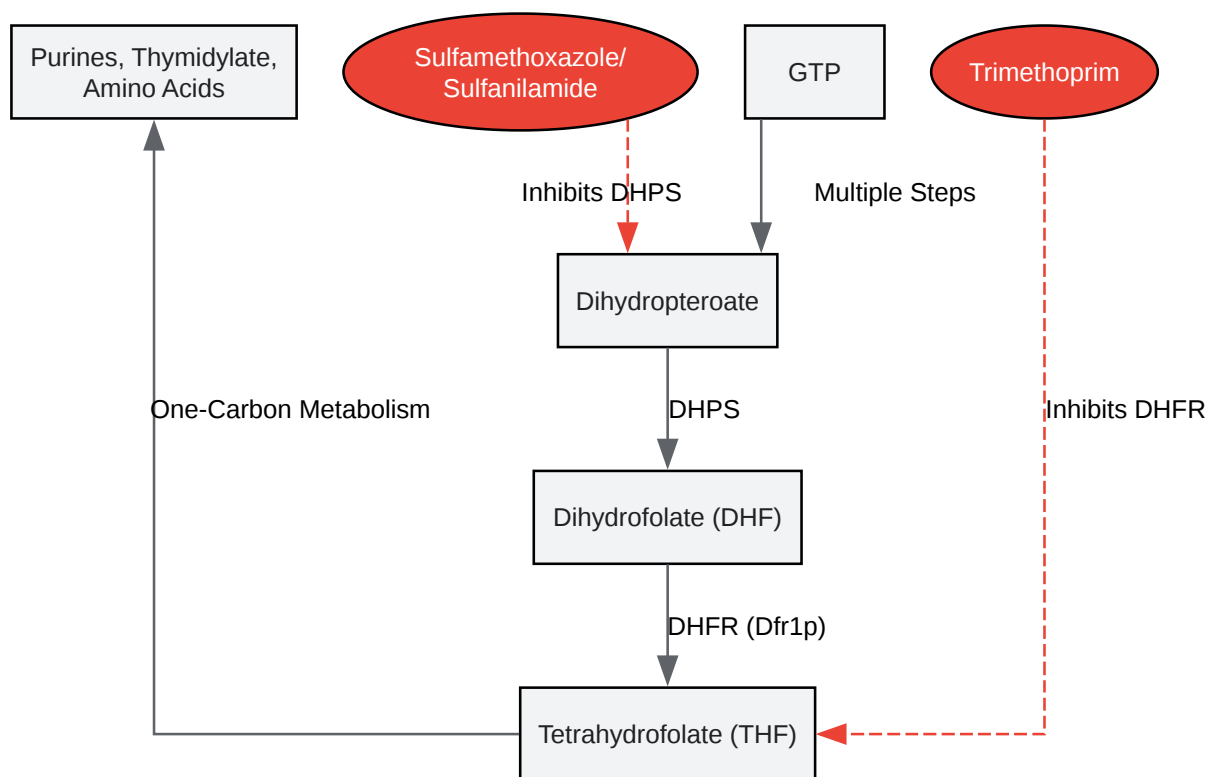 Purines, Thymidylate,
Amino Acids
Sulfamethoxazole/
Sulfanilamide
GTP
Trimethoprim
Inhibits DHPS
Multiple Steps
Dihydropteroate
One-Carbon Metabolism
DHPS
Inhibits DHFR
Dihydrofolate (DHF)
DHFR (Dfr1p)
Tetrahydrofolate (THF)